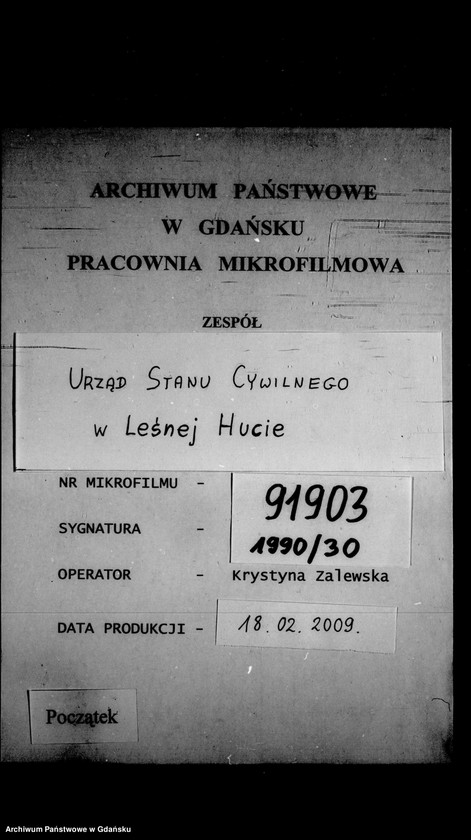 ARCHIWUM PAŃSTWOWE
W GDAŃSKU
PRACOWNIA MIKROFILMOWA
ZESPÓŁ
URZĄD STANU CYWILNEGO
w Leśnej Hucie
NR MIKROFILMU - 91903
SYGNATURA - 1990/30
OPERATOR - Krystyna Zalewska
DATA PRODUKCJI - 18.02.2009.
Początek
Archiwum Państwowe w Gdańsku